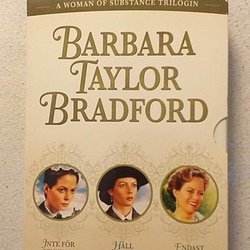 A WOMAN OF SUBSTANCE TRILOGIN
BARBARA
TAYLOR
BRADFORD
INTE FÖR
HÅLL
ENDAST